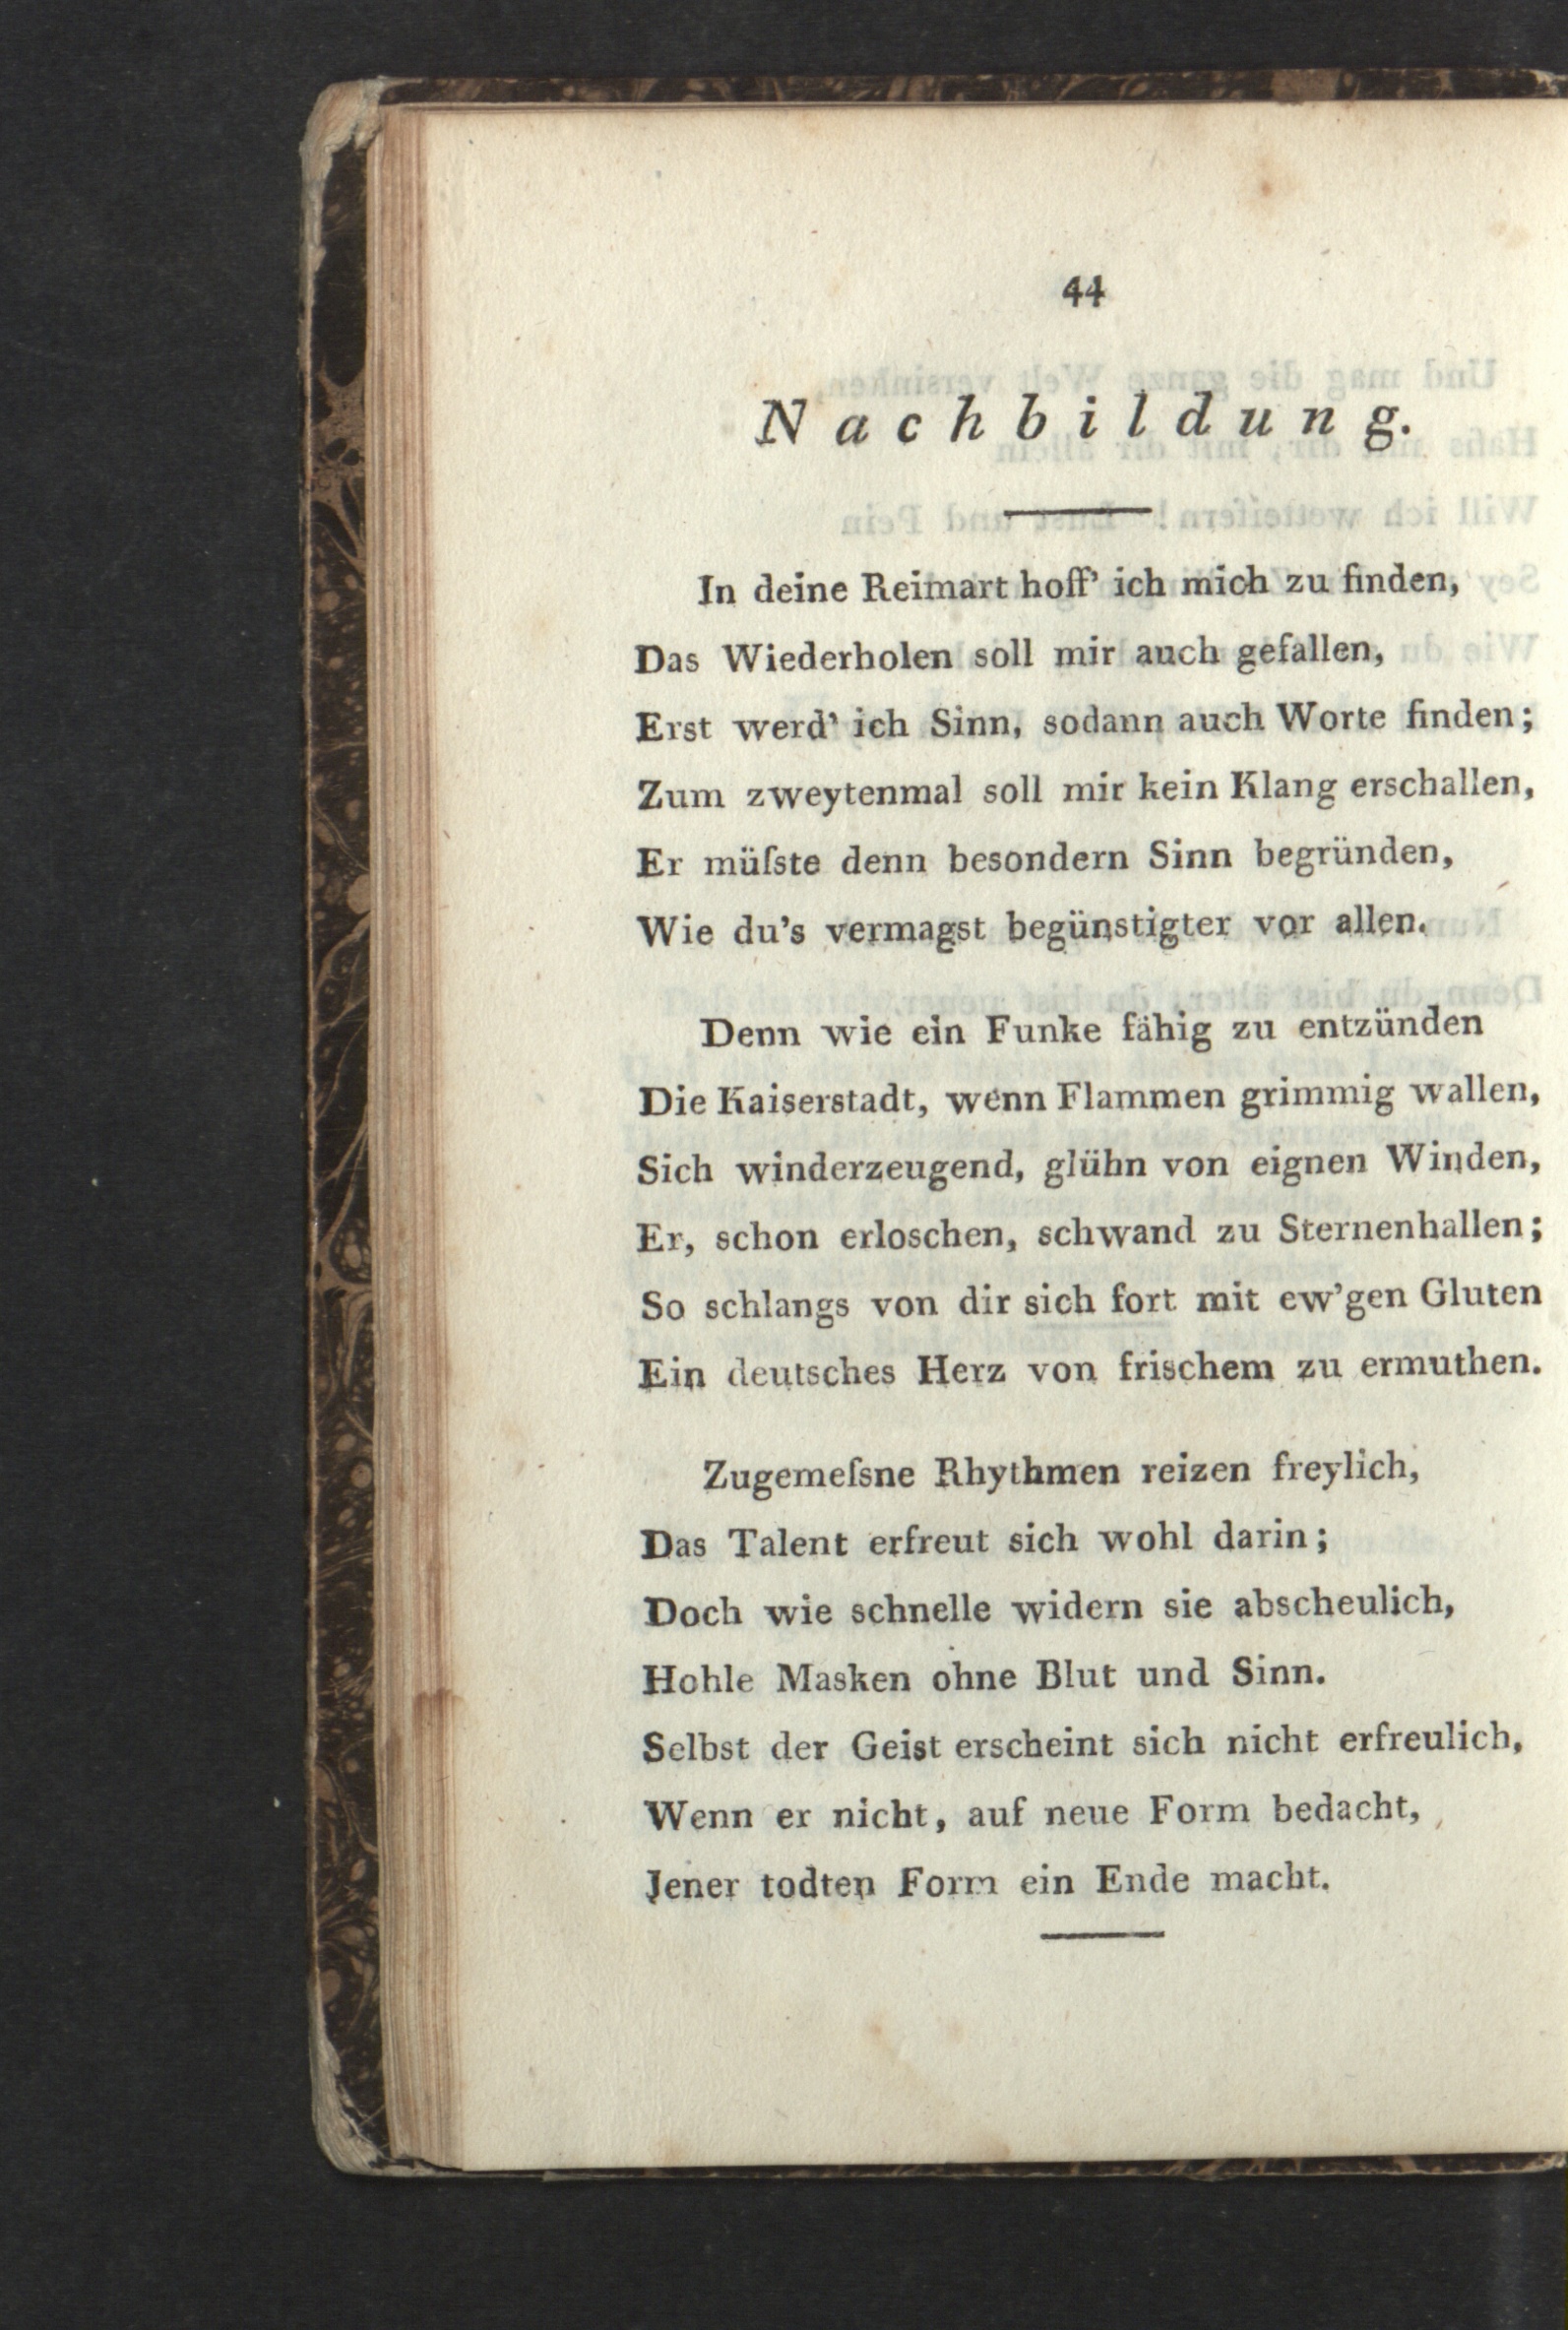 44
Nachbildung.
In deine Reimart hoff' ich mich zu finden,
Das Wiederholen soll mir auch gefallen,
Erst werd' ich Sinn, sodann auch Worte finden;
Zum zweytenmal soll mir kein Klang erschallen,
Er müſste denn besondern Sinn begründen,
Wie du's vermagst begünstigter vor allen.
Denn wie ein Funke fähig zu entzünden
Die Kaiserstadt, wenn Flammen grimmig wallen,
Sich winderzeugend, glühn von eignen Winden,
Er, schon erloschen, schwand zu Sternenhallen;
So schlangs von dir sich fort mit ew'gen Gluten
Ein deutsches Herz von frischem zu ermuthen.
Zugemeſsne Rhythmen reizen freylich,
Das Talent erfreut sich wohl darin;
Doch wie schnelle widern sie abscheulich,
Hohle Masken ohne Blut und Sinn.
Selbst der Geist erscheint sich nicht erfreulich,
Wenn er nicht, auf neue Form bedacht,
Jener todten Form ein Ende macht.